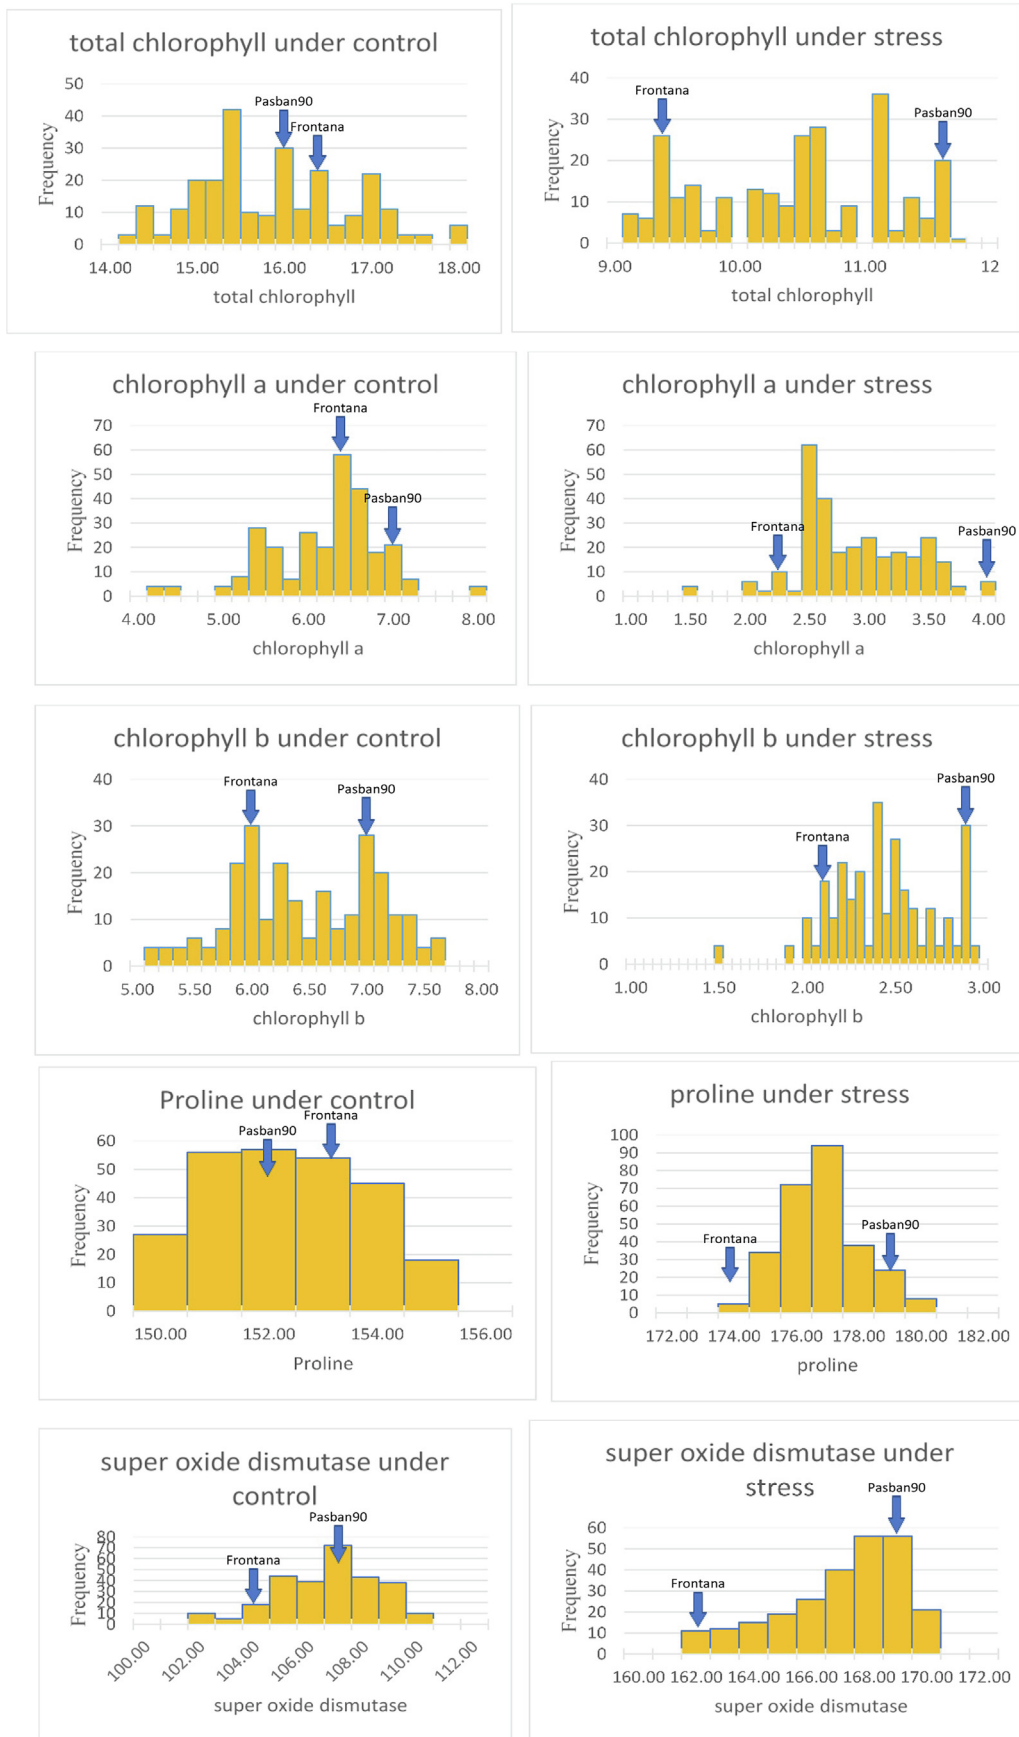 total chlorophyll under control
50
40
30
20
10
0
Frequency
Pasban90
Frontana
14.00 15.00 16.00 17.00 18.00
total chlorophyll
total chlorophyll under stress
40
30
20
10
0
Frequency
Frontana
Pasban90
9.00 10.00 11.00 12
total chlorophyll
chlorophyll a under control
70
60
50
40
30
20
10
0
Frequency
Frontana
Pasban90
4.00 5.00 6.00 7.00 8.00
chlorophyll a
chlorophyll a under stress
70
60
50
40
30
20
10
0
Frequency
Frontana
Pasban90
1.00 1.50 2.00 2.50 3.00 3.50 4.00
chlorophyll a
chlorophyll b under control
40
30
20
10
0
Frequency
Frontana
Pasban90
5.00 5.50 6.00 6.50 7.00 7.50 8.00
chlorophyll b
chlorophyll b under stress
40
30
20
10
0
Frequency
Frontana
Pasban90
1.00 1.50 2.00 2.50 3.00
chlorophyll b
Proline under control
60
50
40
30
20
10
0
Frequency
Pasban90
Frontana
150.00 152.00 154.00 156.00
Proline
proline under stress
100
90
80
70
60
50
40
30
20
10
0
Frequency
Frontana
Pasban90
172.00 174.00 176.00 178.00 180.00 182.00
proline
super oxide dismutase under
control
80
70
60
50
40
30
20
10
0
Frequency
Frontana
Pasban90
100.00 102.00 104.00 106.00 108.00 110.00 112.00
super oxide dismutase
super oxide dismutase under
stress
60
50
40
30
20
10
0
Frequency
Frontana
Pasban90
160.00 162.00 164.00 166.00 168.00 170.00 172.00
super oxide dismutase